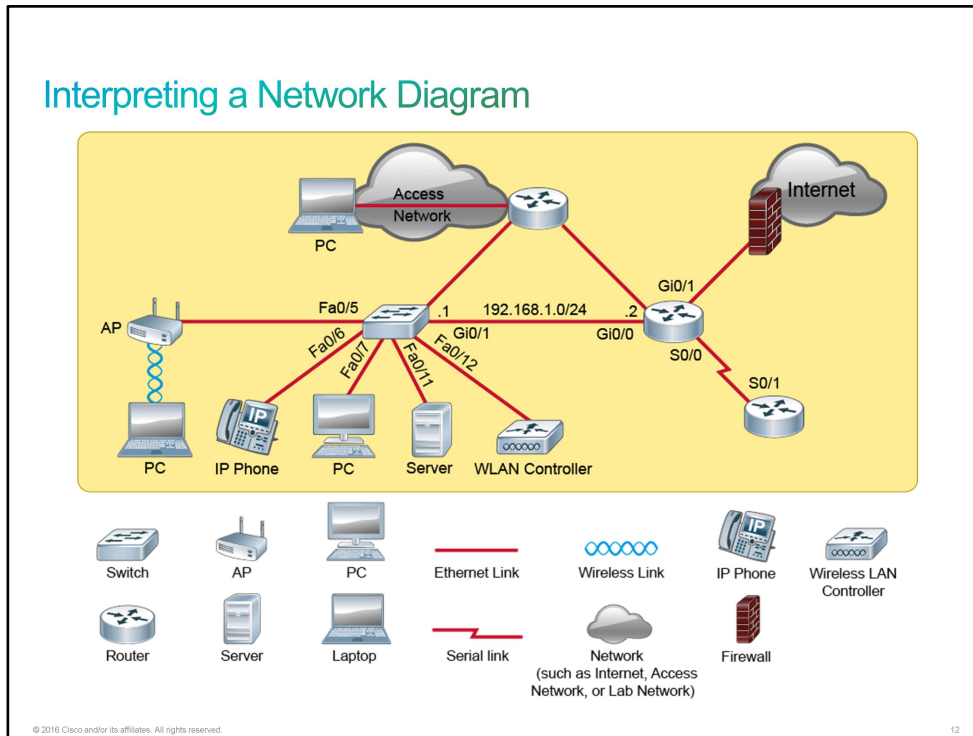 Interpreting a Network Diagram
Access
Network
PC
Internet
Gi0/1
Fa0/5
.1
192.168.1.0/24
.2
AP
Fa0/6
Fa0/7
Fa0/11
Fa0/12
Gi0/1
Gi0/0
S0/0
S0/1
IP
PC
IP Phone
PC
Server
WLAN Controller
IP
Switch
AP
PC
Ethernet Link
Wireless Link
IP Phone
Wireless LAN
Controller
Router
Server
Laptop
Serial link
Network
(such as Internet, Access
Network, or Lab Network)
Firewall
© 2016 Cisco and/or its affiliates. All rights reserved.
12